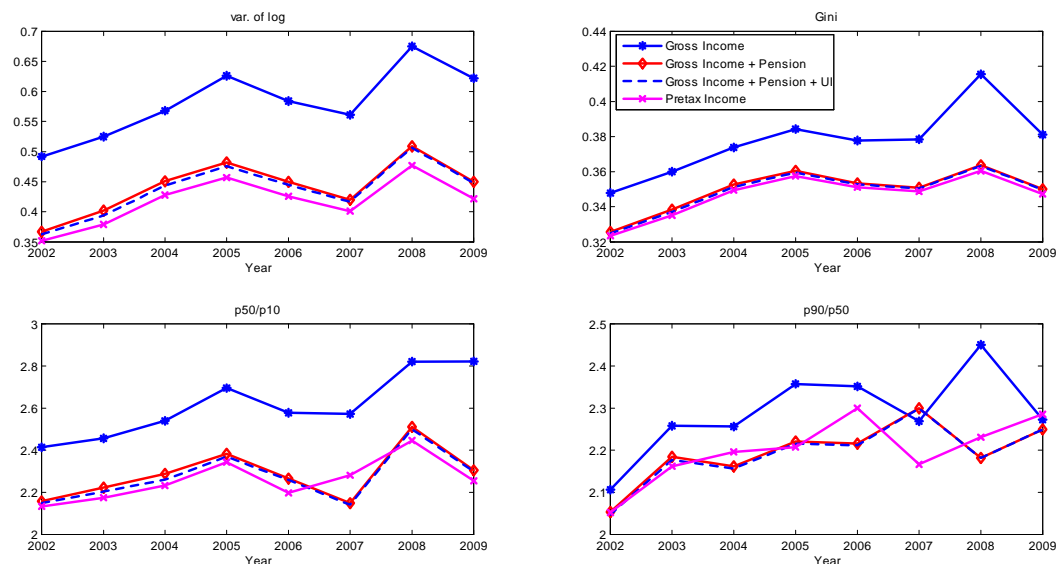 var. of log
0.7
0.65
0.6
0.55
0.5
0.45
0.4
0.35
2002 2003 2004 2005 2006 2007 2008 2009
Year
Gini
0.44
0.42
0.4
0.38
0.36
0.34
0.32
Gross Income
Gross Income + Pension
Gross Income + Pension + UI
Pretax Income
2002 2003 2004 2005 2006 2007 2008 2009
Year
p50/p10
3
2.8
2.6
2.4
2.2
2
2002 2003 2004 2005 2006 2007 2008 2009
Year
p90/p50
2.5
2.4
2.3
2.2
2.1
2
2002 2003 2004 2005 2006 2007 2008 2009
Year